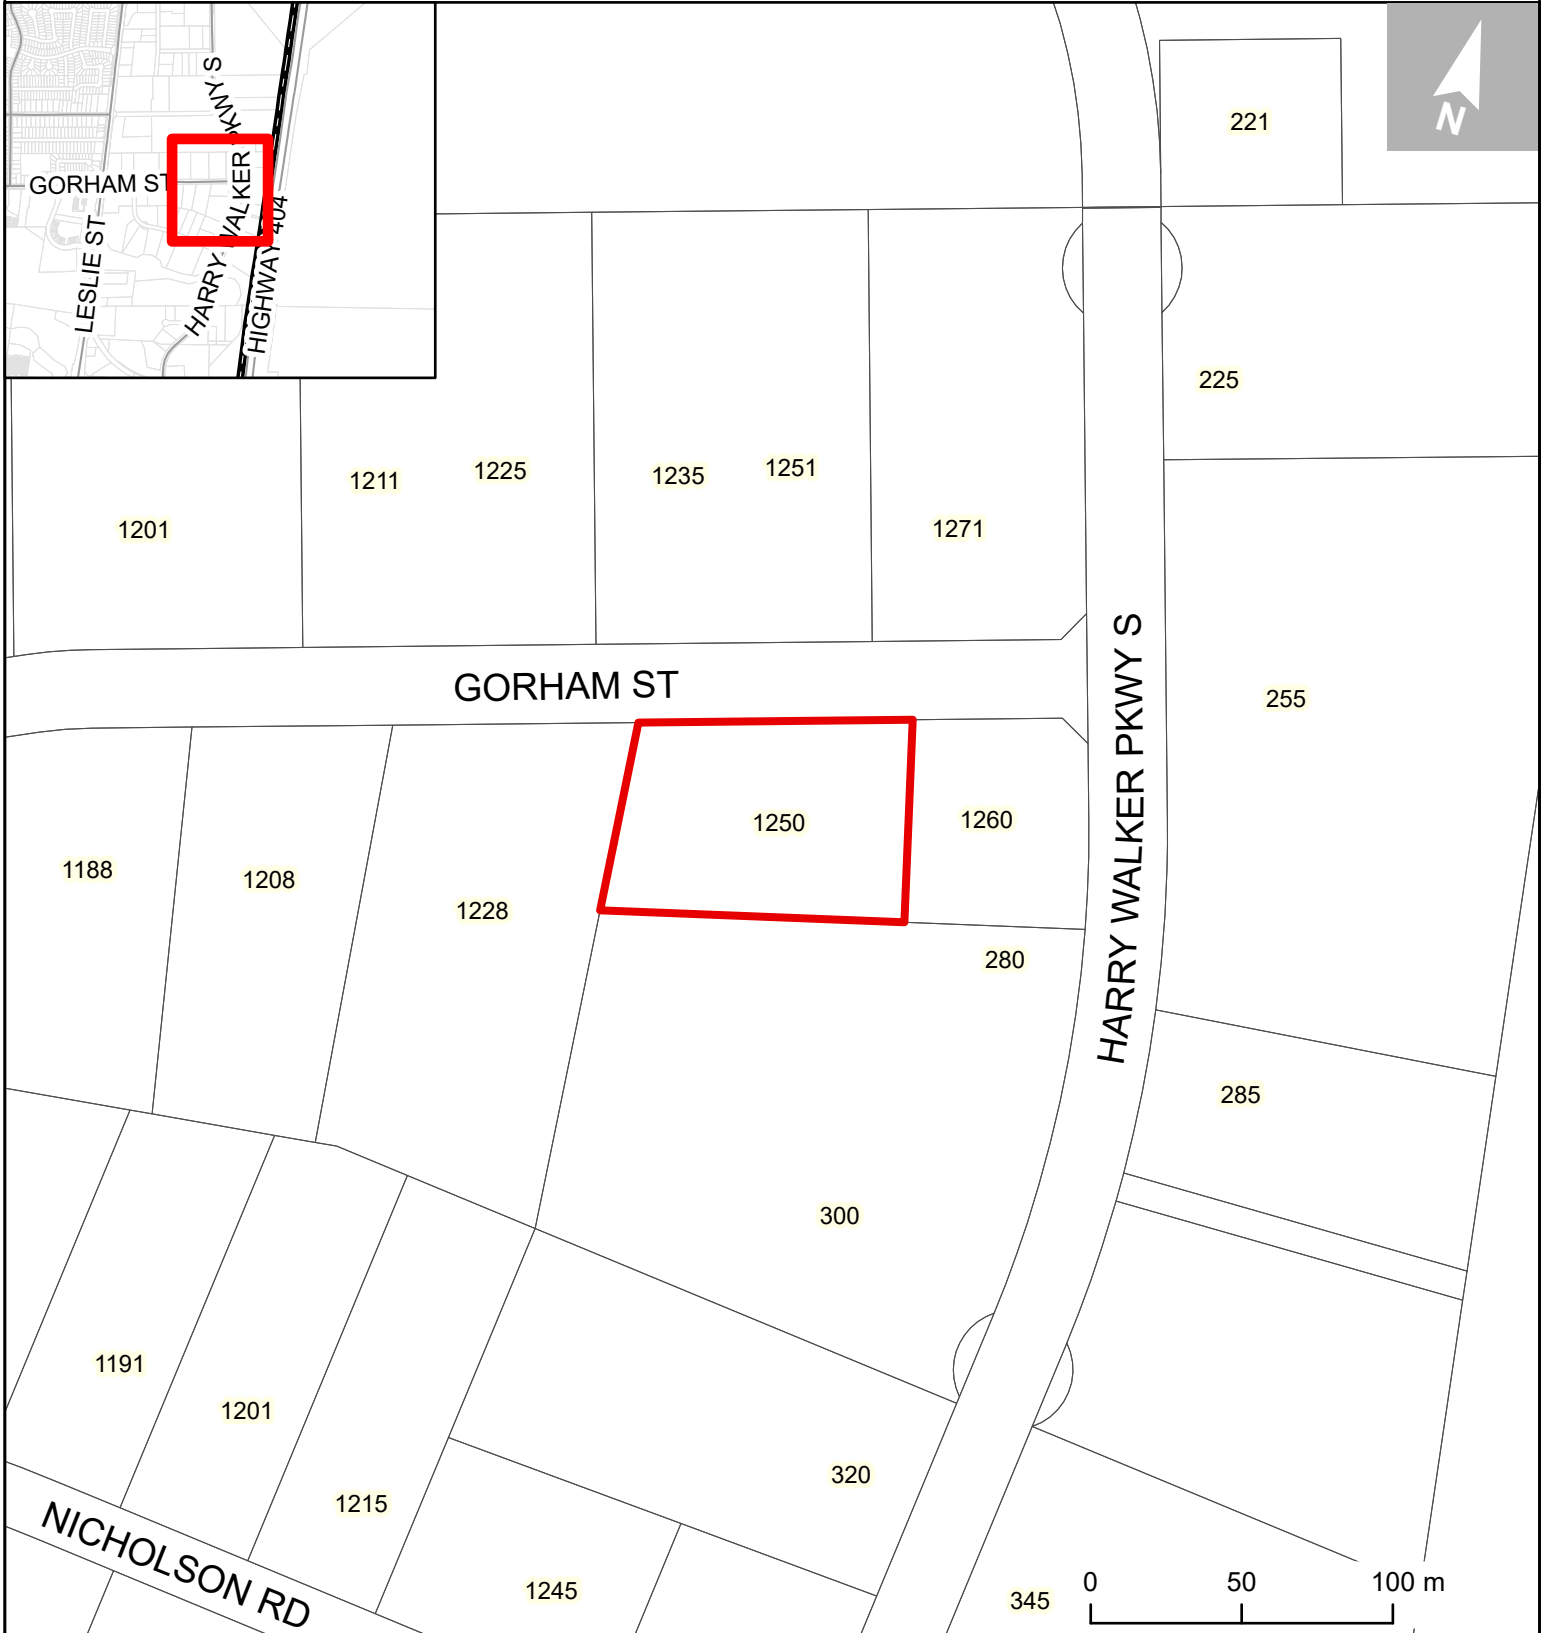 HARRY WALKER PKWY S
GORHAM ST
LESLIE ST
HIGHWAY 404
N
221
225
1211
1225
1235
1251
1201
1271
GORHAM ST
HARRY WALKER PKWY S
255
1250
1260
1188
1208
1228
280
285
300
1191
1201
320
1215
NICHOLSON RD
1245
345
0 50 100 m